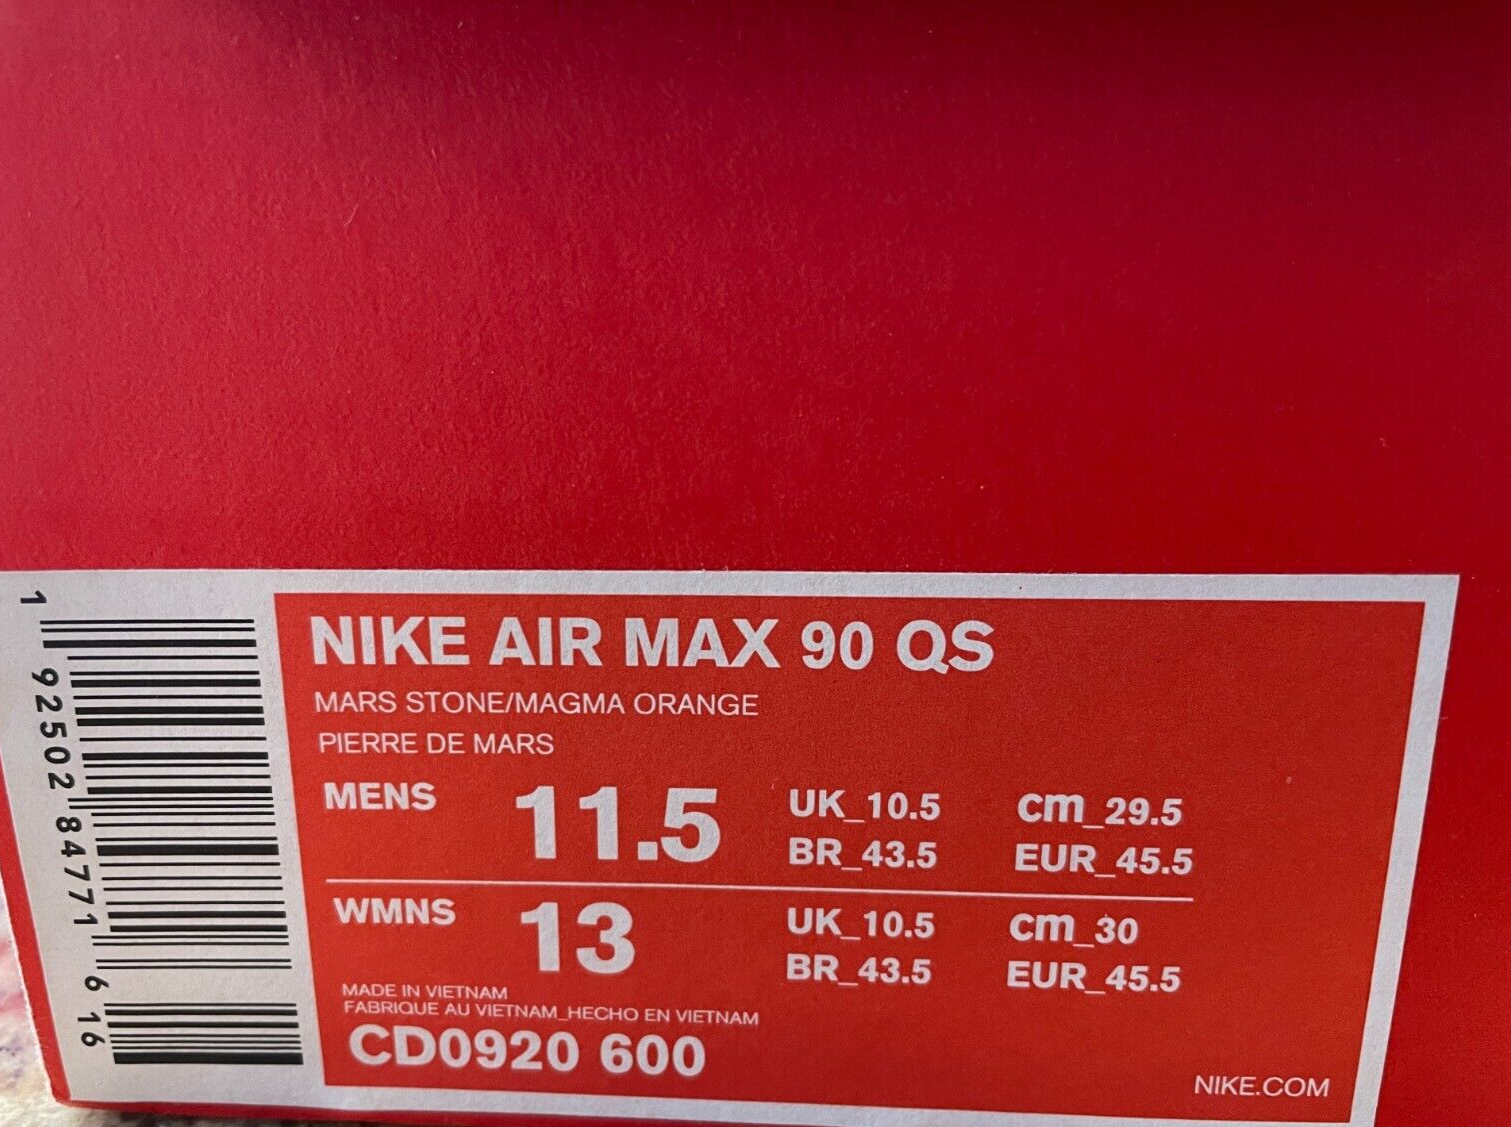 NIKE AIR MAX 90 QS
MARS STONE/MAGMA ORANGE
PIERRE DE MARS
MENS 11.5 UK_10.5 cm_29.5
BR_43.5 EUR_45.5
WMNS 13 UK_10.5 cm_30
BR_43.5 EUR_45.5
MADE IN VIETNAM
FABRIQUE AU VIETNAM_HECHO EN VIETNAM
CD0920 600
NIKE.COM
1 92502 84771 6 16